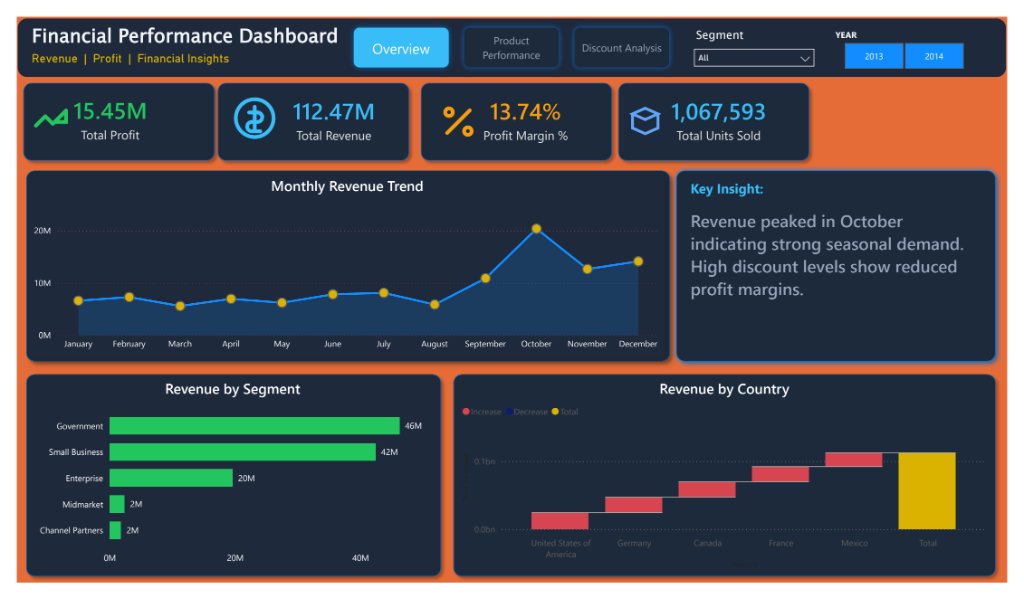 Financial Performance Dashboard
Revenue | Profit | Financial Insights
Overview
Product
Performance
Discount Analysis
Segment
All
YEAR
2013
2014
15.45M
Total Profit
112.47M
Total Revenue
13.74%
Profit Margin %
1,067,593
Total Units Sold
Monthly Revenue Trend
20M
10M
0M
January February March April May June July August September October November December
Key Insight:
Revenue peaked in October
indicating strong seasonal demand.
High discount levels show reduced
profit margins.
Revenue by Segment
Government 46M
Small Business 42M
Enterprise 20M
Midmarket 2M
Channel Partners 2M
0M 20M 40M
Revenue by Country
Increase Decrease Total
0.1bn
0.0bn
United States of
America
Germany Canada France Mexico Total